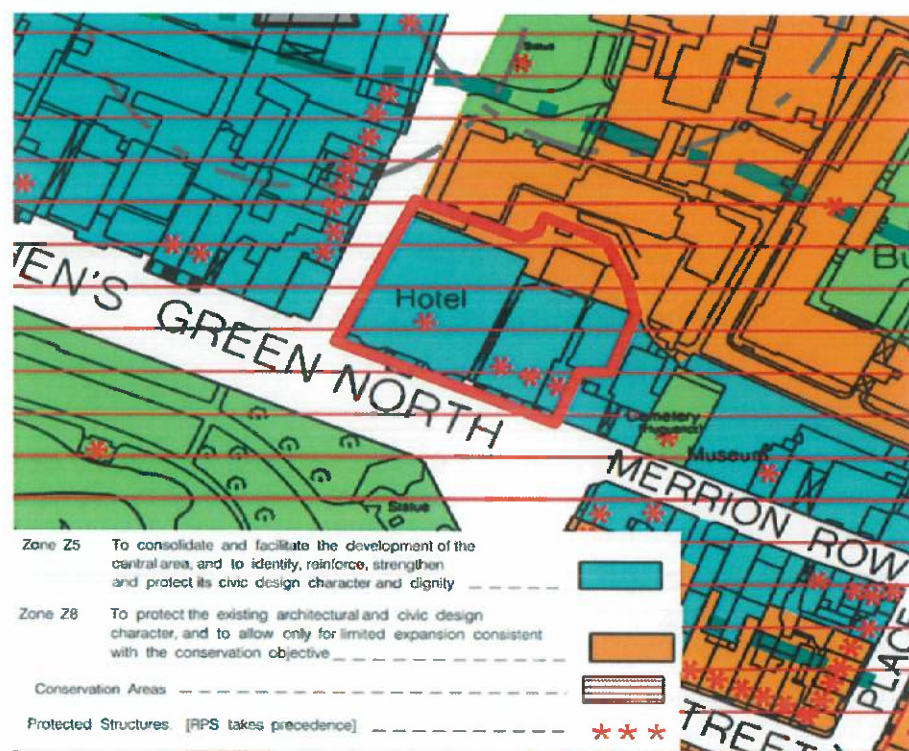 Statue
Bu
Hotel
HEN'S GREEN NORTH
Cemetery
Museum
MERRION ROW
Statue
PLACE
TREET
Zone Z5 To consolidate and facilitate the development of the
central area, and to identify, reinforce, strengthen
and protect its civic design character and dignity
Zone Z8 To protect the existing architectural and civic design
character, and to allow only for limited expansion consistent
with the conservation objective
Conservation Areas
Protected Structures. [RPS takes precedence]